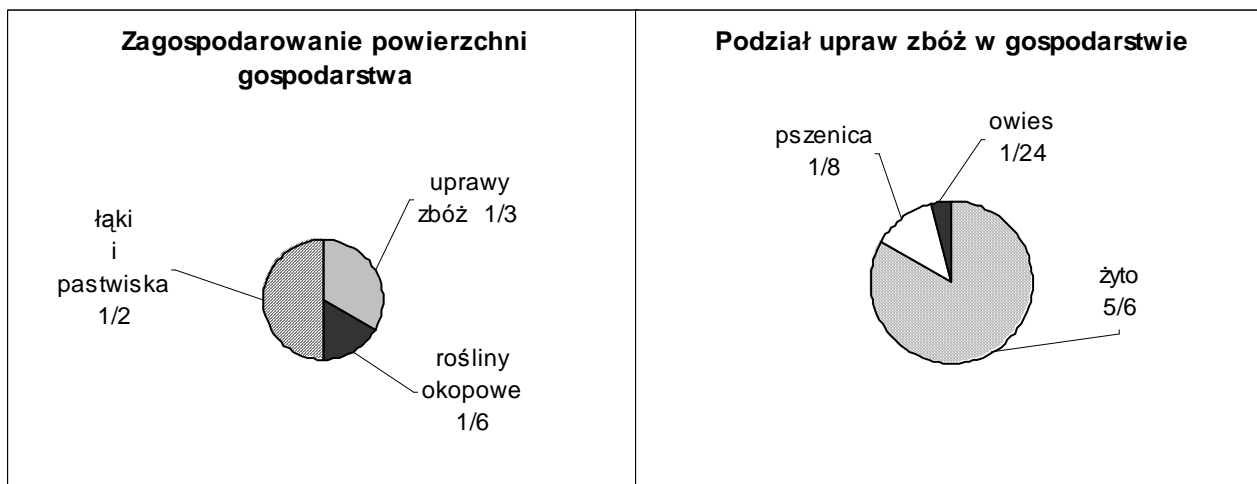 Zagospodarowanie powierzchni
gospodarstwa
uprawy
zbóż 1/3
łąki
i
pastwiska
1/2
rośliny
okopowe
1/6
Podział upraw zbóż w gospodarstwie
pszenica
1/8
owies
1/24
żyto
5/6